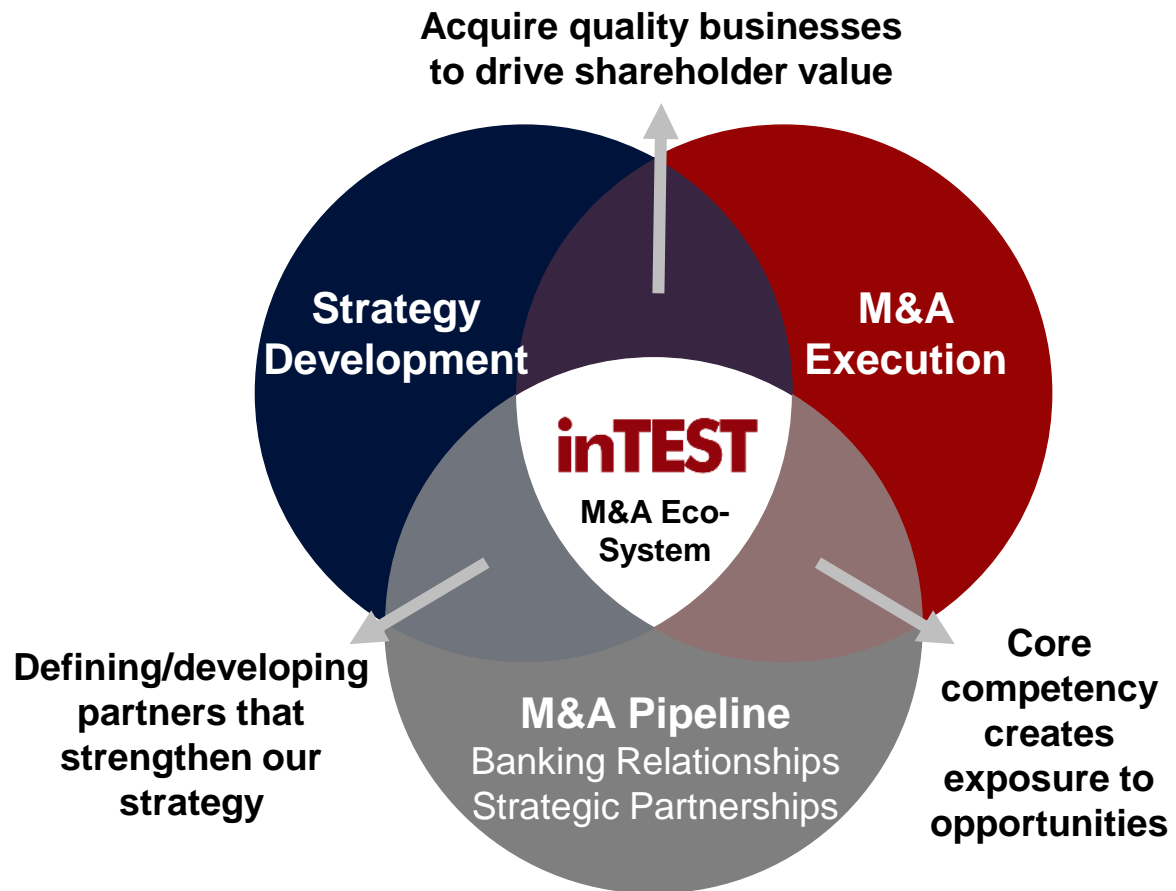 Acquire quality businesses
to drive shareholder value
Strategy
Development
M&A
Execution
inTEST
M&A Eco-
System
Defining/developing
partners that
strengthen our
strategy
M&A Pipeline
Banking Relationships
Strategic Partnerships
Core
competency
creates
exposure to
opportunities